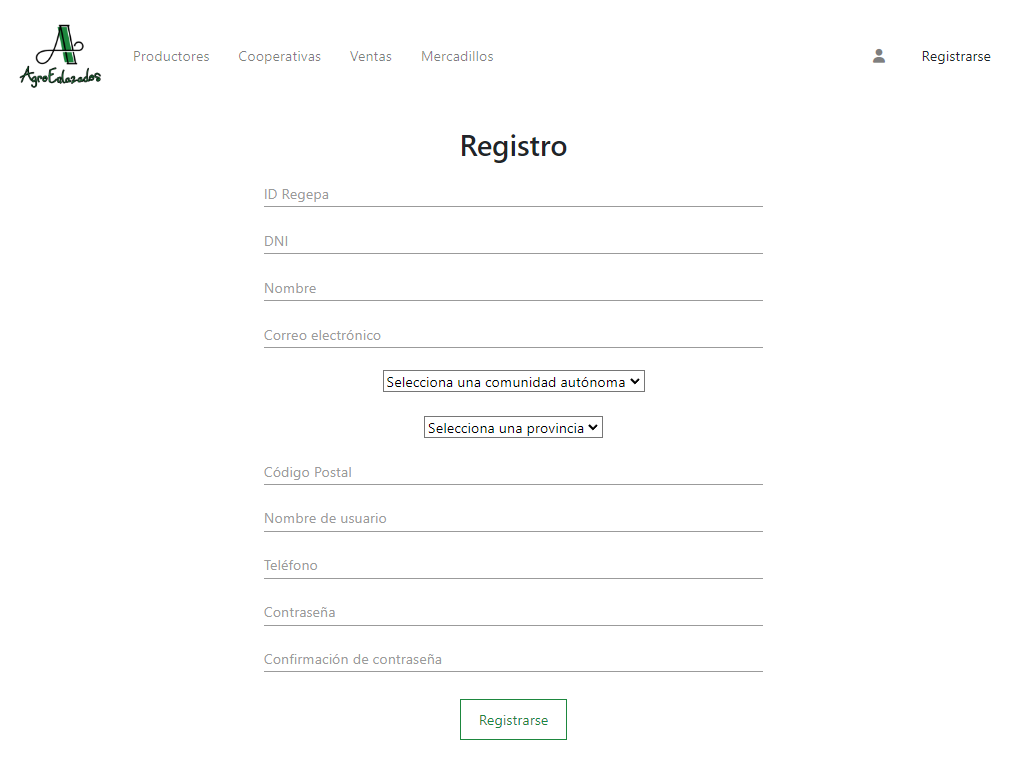 AgroEnlazados
Productores Cooperativas Ventas Mercadillos Registrarse
Registro
ID Regepa
DNI
Nombre
Correo electrónico
Selecciona una comunidad autónoma
Selecciona una provincia
Código Postal
Nombre de usuario
Teléfono
Contraseña
Confirmación de contraseña
Registrarse